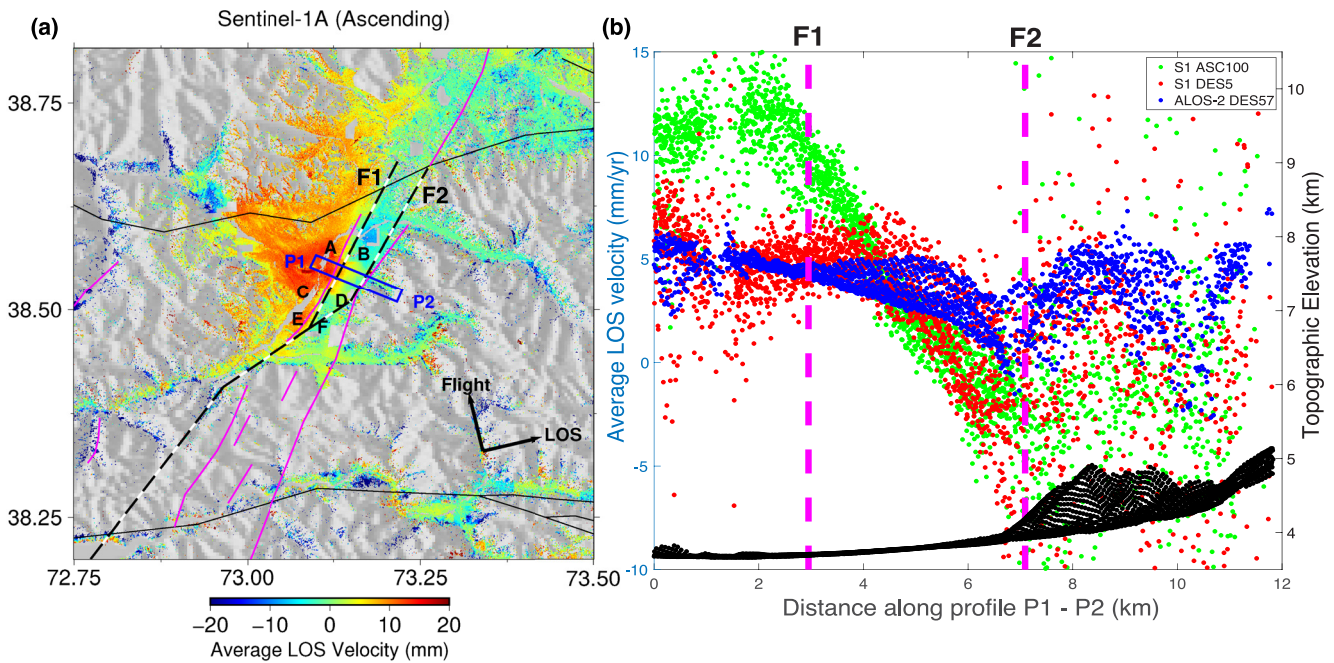 Sentinel-1A (Ascending)
(a)
38.75
38.50
38.25
72.75 73.00 73.25 73.50
F1
F2
A
B
P1
C
D
P2
E
F
Flight
LOS
−20 −10 0 10 20
Average LOS Velocity (mm)
(b)
F1 F2
S1 ASC100
S1 DES5
ALOS-2 DES57
Average LOS velocity (mm/yr)
15
10
5
0
-5
-10
0 2 4 6 8 10 12
Distance along profile P1 - P2 (km)
10
9
8
7
6
5
4
Topographic Elevation (km)